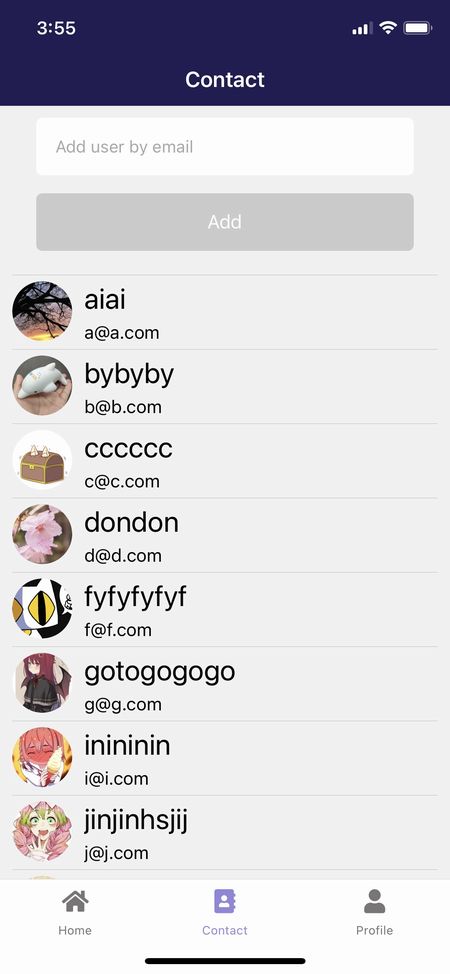 3:55
Contact
Add user by email
Add
aiai
a@a.com
bybyby
b@b.com
cccccc
c@c.com
dondon
d@d.com
fyfyfyfyf
f@f.com
gotogogogo
g@g.com
inininin
i@i.com
jinjinhsjij
j@j.com
Home
Contact
Profile